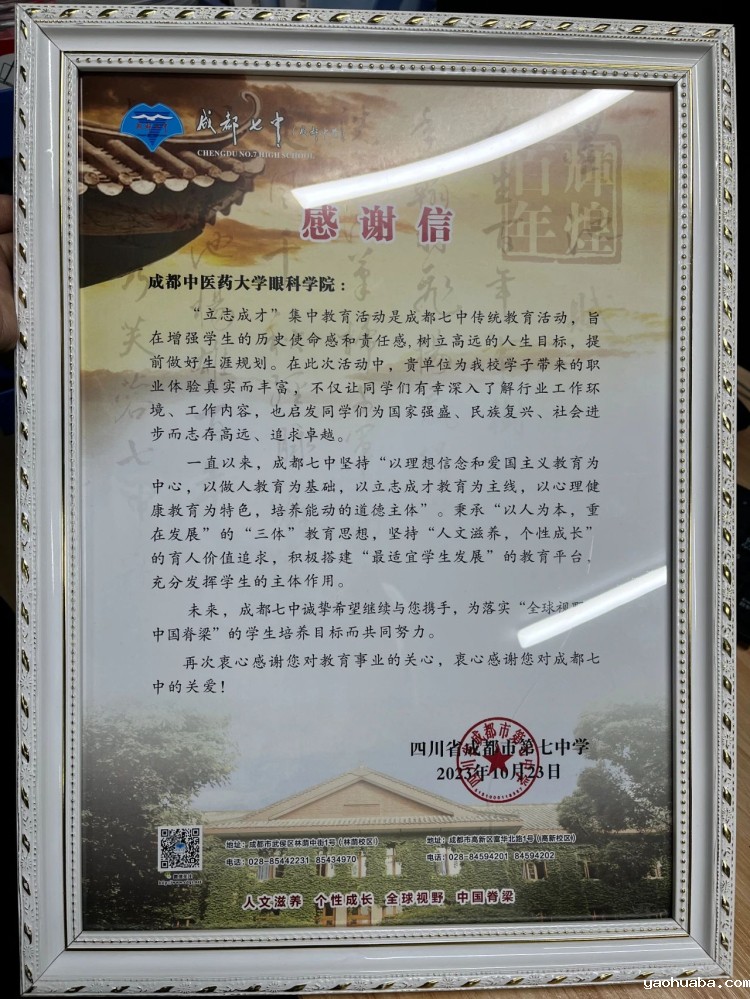 成都七中
CHENGDU NO.7 HIGH SCHOOL
辉煌
百年
感谢信
成都中医药大学眼科学院：
“立志成才”集中教育活动是成都七中传统教育活动，旨
在增强学生的历史使命感和责任感,树立高远的人生目标，提
前做好生涯规划。在此次活动中，贵单位为我校学子带来的职
业体验真实而丰富，不仅让同学们有幸深入了解行业工作环
境、工作内容，也启发同学们为国家强盛、民族复兴、社会进
步而志存高远、追求卓越。
一直以来，成都七中坚持“以理想信念和爱国主义教育为
中心，以做人教育为基础，以立志成才教育为主线，以心理健
康教育为特色，培养能动的道德主体”。秉承“以人为本，重
在发展”的“三体”教育思想，坚持“人文滋养，个性成长”
的育人价值追求，积极搭建“最适宜学生发展”的教育平台，
充分发挥学生的主体作用。
未来，成都七中诚挚希望继续与您携手，为落实“全球视野
中国脊梁”的学生培养目标而共同努力。
再次衷心感谢您对教育事业的关心，衷心感谢您对成都七
中的关爱！
四川省成都市第七中学
2023年10月23日
地址：成都市武侯区林荫中街1号（林荫校区）
电话：028-85442231 85434970
地址：成都市高新区富华北路1号（高新校区）
电话：028-84594201 84594202
人文滋养 个性成长 全球视野 中国脊梁
gaohuaba.com